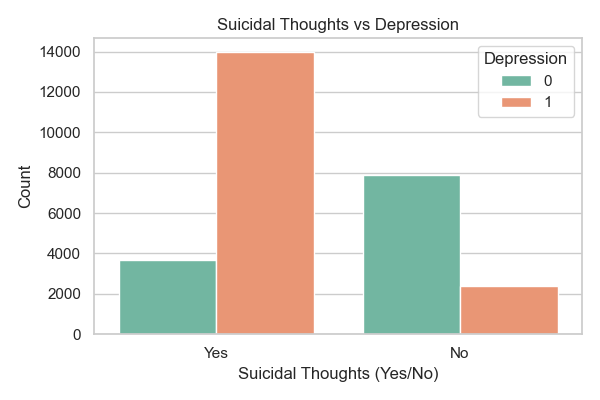 Suicidal Thoughts vs Depression
14000
12000
10000
8000
6000
4000
2000
0
Count
Depression
0
1
Yes
No
Suicidal Thoughts (Yes/No)